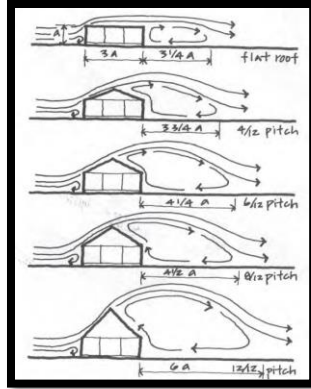 A
3A 3 1/4 A flat roof
3 3/4 A 4/12 pitch
4 1/4 A 6/12 pitch
4 1/2 A 8/12 pitch
6A 12/12 pitch